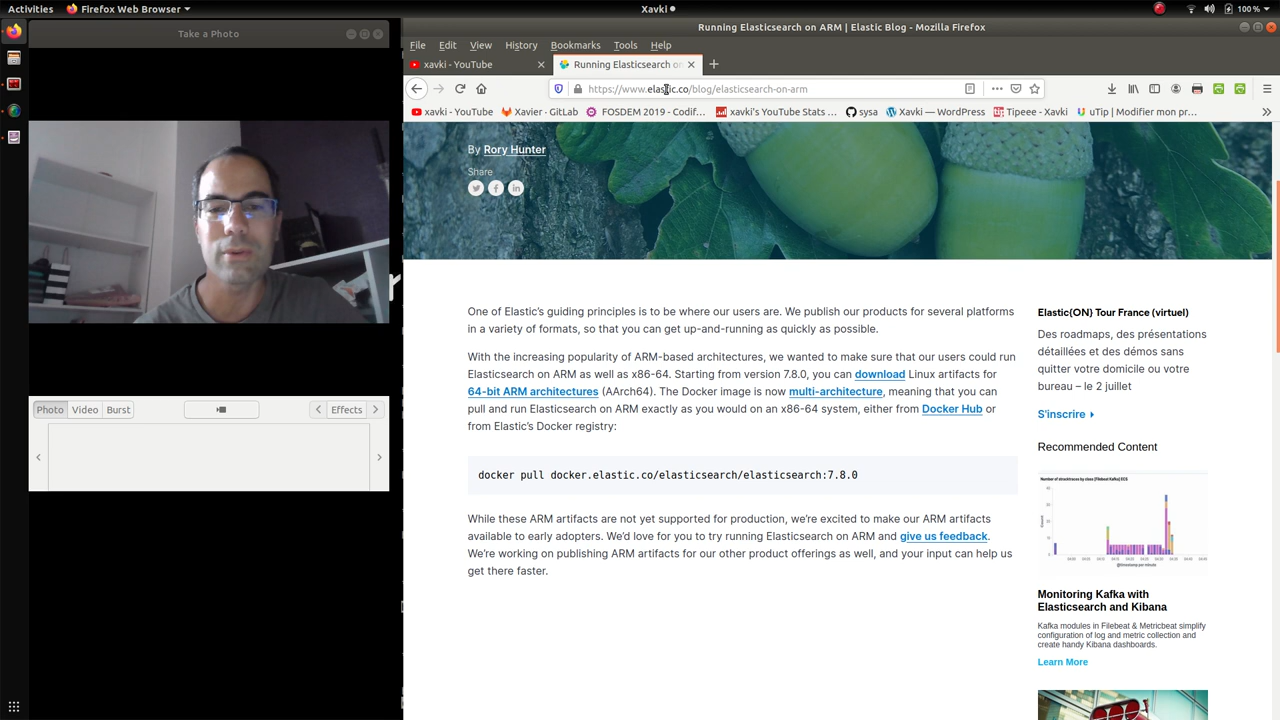 Activities
Firefox Web Browser
Xavki
100 %
Take a Photo
Running Elasticsearch on ARM | Elastic Blog - Mozilla Firefox
File Edit View History Bookmarks Tools Help
xavki - YouTube
Running Elasticsearch on
https://www.elastic.co/blog/elasticsearch-on-arm
xavki - YouTube
Xavier - GitLab
FOSDEM 2019 - Codif…
xavki's YouTube Stats …
sysa
Xavki — WordPress
Tipeee - Xavki
uTip | Modifier mon pr…
By Rory Hunter
Share
One of Elastic's guiding principles is to be where our users are. We publish our products for several platforms
in a variety of formats, so that you can get up-and-running as quickly as possible.
With the increasing popularity of ARM-based architectures, we wanted to make sure that our users could run
Elasticsearch on ARM as well as x86-64. Starting from version 7.8.0, you can download Linux artifacts for
64-bit ARM architectures (AArch64). The Docker image is now multi-architecture, meaning that you can
pull and run Elasticsearch on ARM exactly as you would on an x86-64 system, either from Docker Hub or
from Elastic's Docker registry:
docker pull docker.elastic.co/elasticsearch/elasticsearch:7.8.0
While these ARM artifacts are not yet supported for production, we're excited to make our ARM artifacts
available to early adopters. We'd love for you to try running Elasticsearch on ARM and give us feedback.
We're working on publishing ARM artifacts for our other product offerings as well, and your input can help us
get there faster.
Elastic(ON) Tour France (virtuel)
Des roadmaps, des présentations
détaillées et des démos sans
quitter votre domicile ou votre
bureau – le 2 juillet
S'inscrire
Recommended Content
Number of stacktraces by class [Filebeat Kafka] ECS
@timestamp per minute
Monitoring Kafka with
Elasticsearch and Kibana
Kafka modules in Filebeat & Metricbeat simplify
configuration of log and metric collection and
create handy Kibana dashboards.
Learn More
Photo Video Burst
Effects